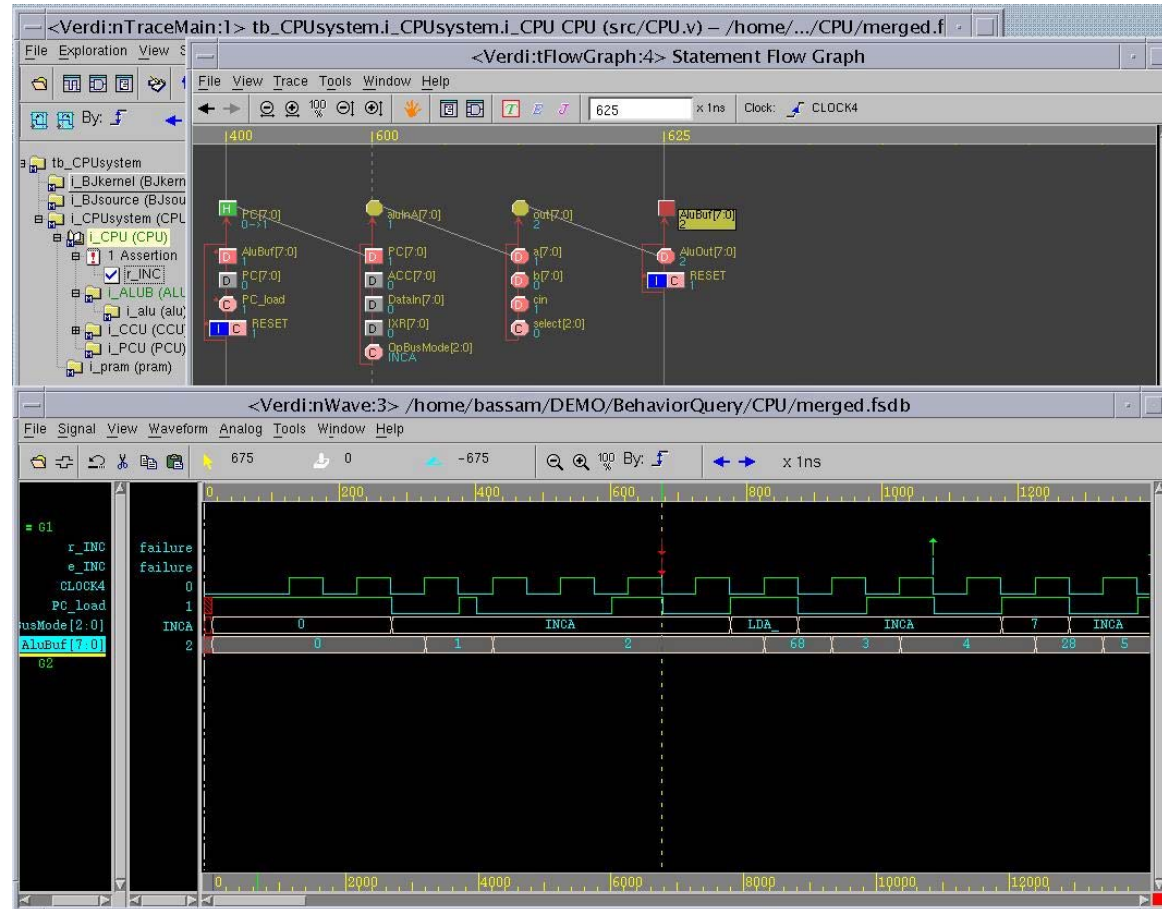 <Verdi:nTraceMain:1> tb_CPUsystem.i_CPUsystem.i_CPU CPU (src/CPU.v) – /home/.../CPU/merged.f
File Exploration View S
By:
tb_CPUsystem
i_BJkernel (BJkern
i_BJsource (BJsou
i_CPUsystem (CPU
i_CPU (CPU)
1 Assertion
r_INC
i_ALUB (ALU
i_alu (alu)
i_CCU (CCU
i_PCU (PCU)
i_pram (pram)
<Verdi:tFlowGraph:4> Statement Flow Graph
File View Trace Tools Window Help
100 % T E J 625 x 1ns Clock: CLOCK4
400 600 625
H PC[7:0] aluInA[7:0] out[7:0] AluBuf[7:0]
0->1 1 2 2
D AluBuf[7:0] D PC[7:0] D a[7:0] D AluOut[7:0]
1 1 1 2
D PC[7:0] D ACC[7:0] D b[7:0] I C RESET
0 0 0 1
C PC_load D DataIn[7:0] D cin
1 0 1
I C RESET D IXR[7:0] C select[2:0]
1 0 0
C OpBusMode[2:0]
INCA
<Verdi:nWave:3> /home/bassam/DEMO/BehaviorQuery/CPU/merged.fsdb
File Signal View Waveform Analog Tools Window Help
675 0 -675 100 % By: x 1ns
0 200 400 600 800 1000 1200
= G1
r_INC failure
e_INC failure
CLOCK4 0
PC_load 1
usMode[2:0] INCA 0 INCA LDA_ INCA 7 INCA
AluBuf[7:0] 2 0 1 2 68 3 4 28 5
G2
0 2000 4000 6000 8000 10000 12000